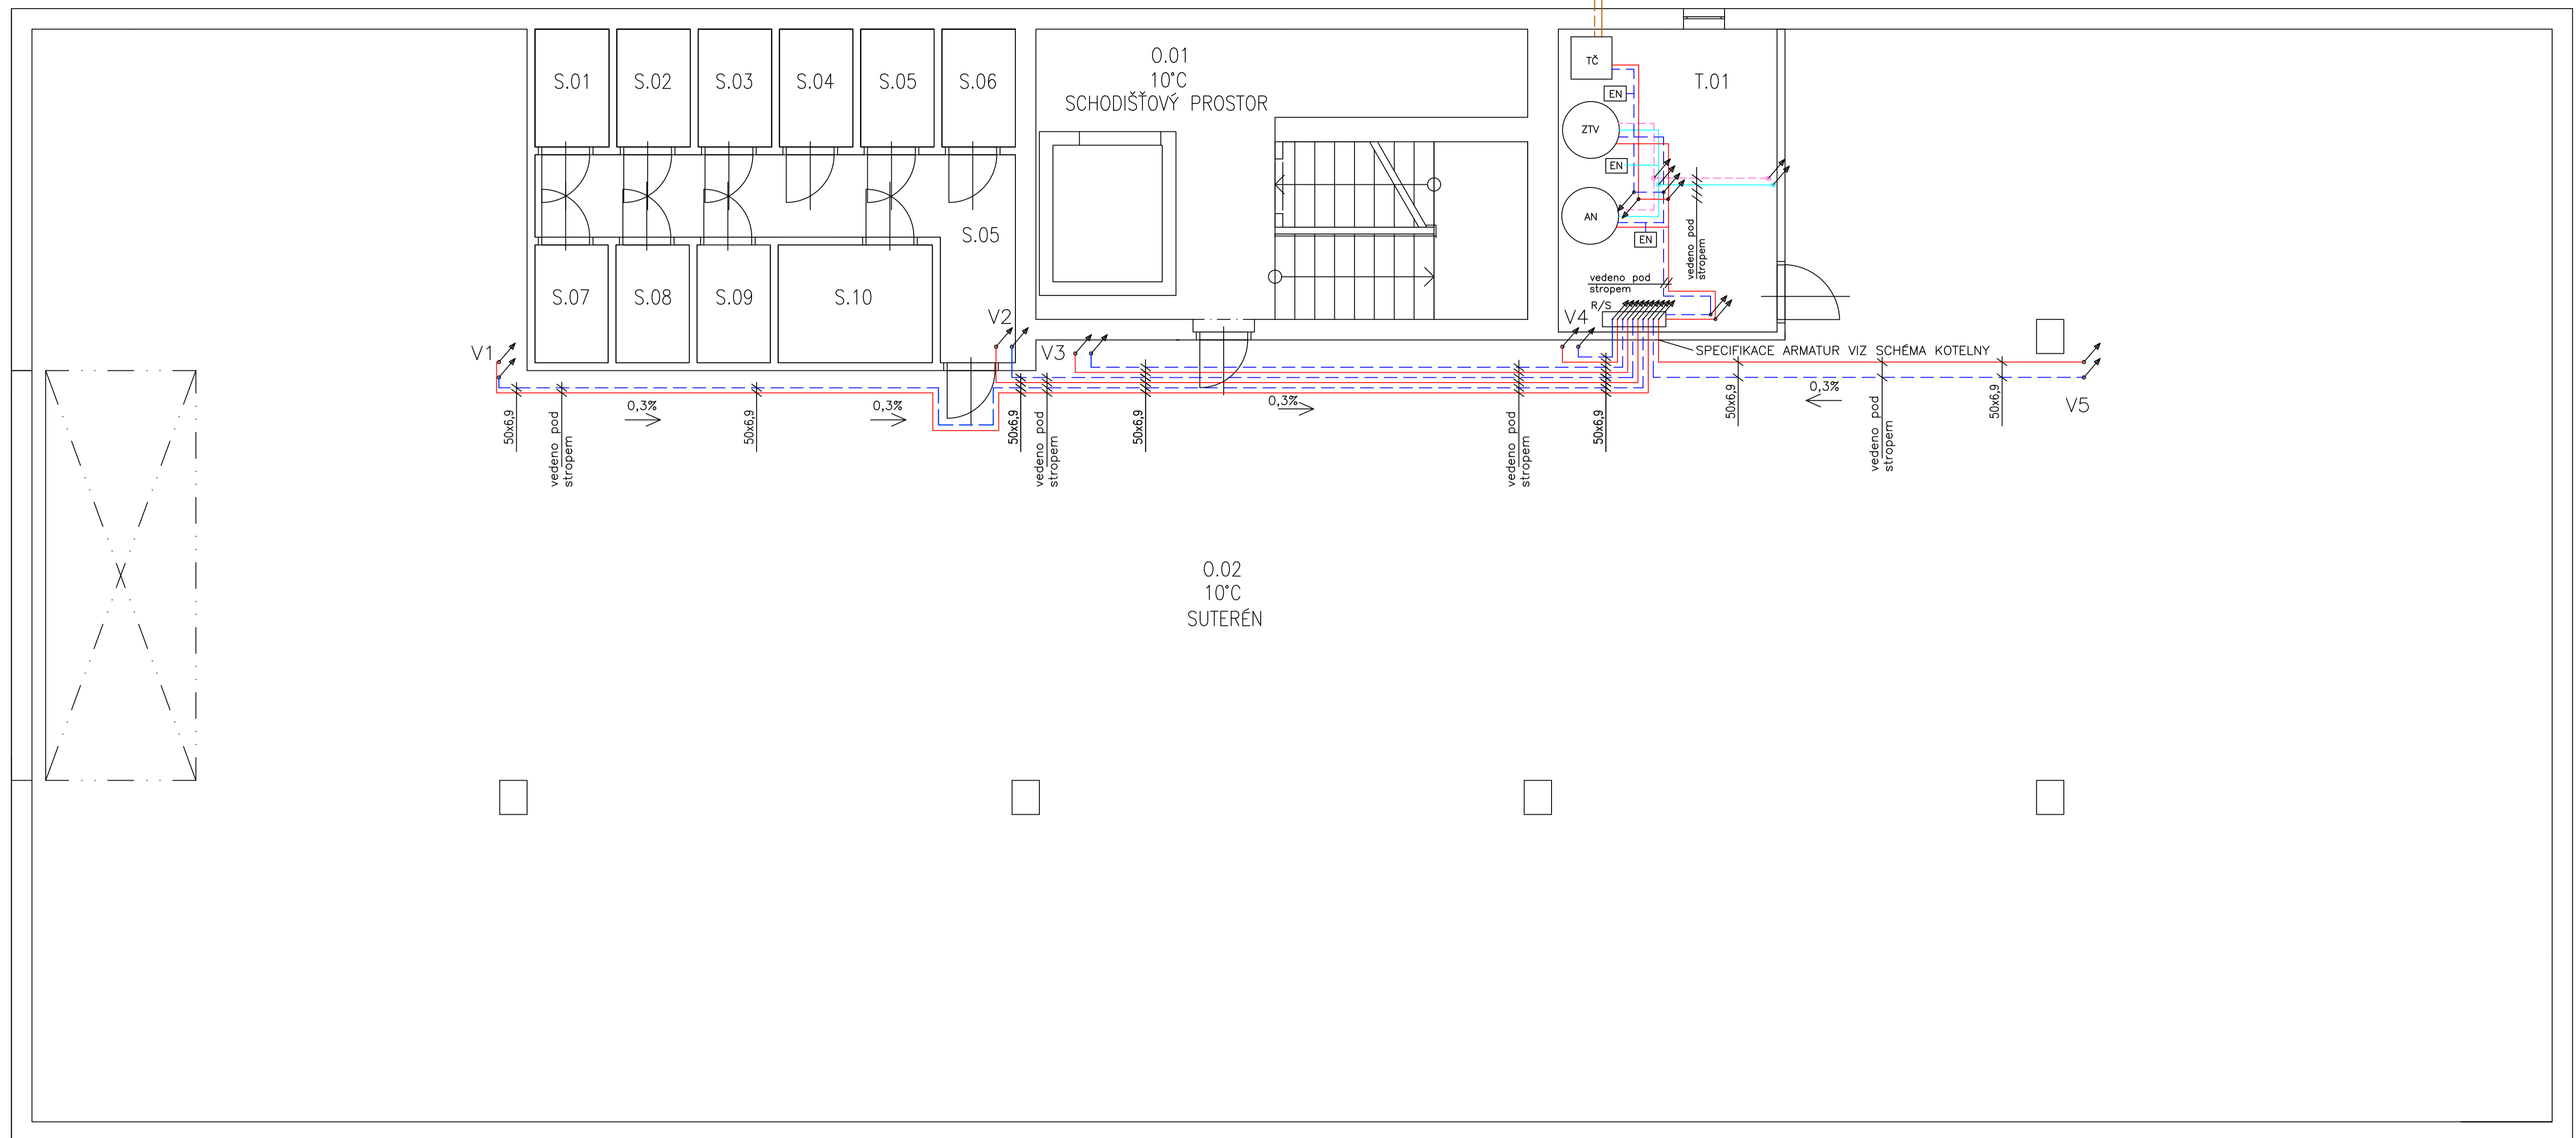 S.01
S.02
S.03
S.04
S.05
S.06
O.01
10°C
SCHODIŠŤOVÝ PROSTOR
TČ
T.01
EN
ZTV
EN
AN
EN
S.05
vedeno pod
stropem
vedeno pod
stropem
R/S
S.07
S.08
S.09
S.10
V1
V2
V3
V4
SPECIFIKACE ARMATUR VIZ SCHÉMA KOTELNY
V5
0,3%
0,3%
0,3%
0,3%
50x6,9
vedeno pod
stropem
50x6,9
50x6,9
vedeno pod
stropem
50x6,9
vedeno pod
stropem
50x6,9
50x6,9
vedeno pod
stropem
50x6,9
O.02
10°C
SUTERÉN